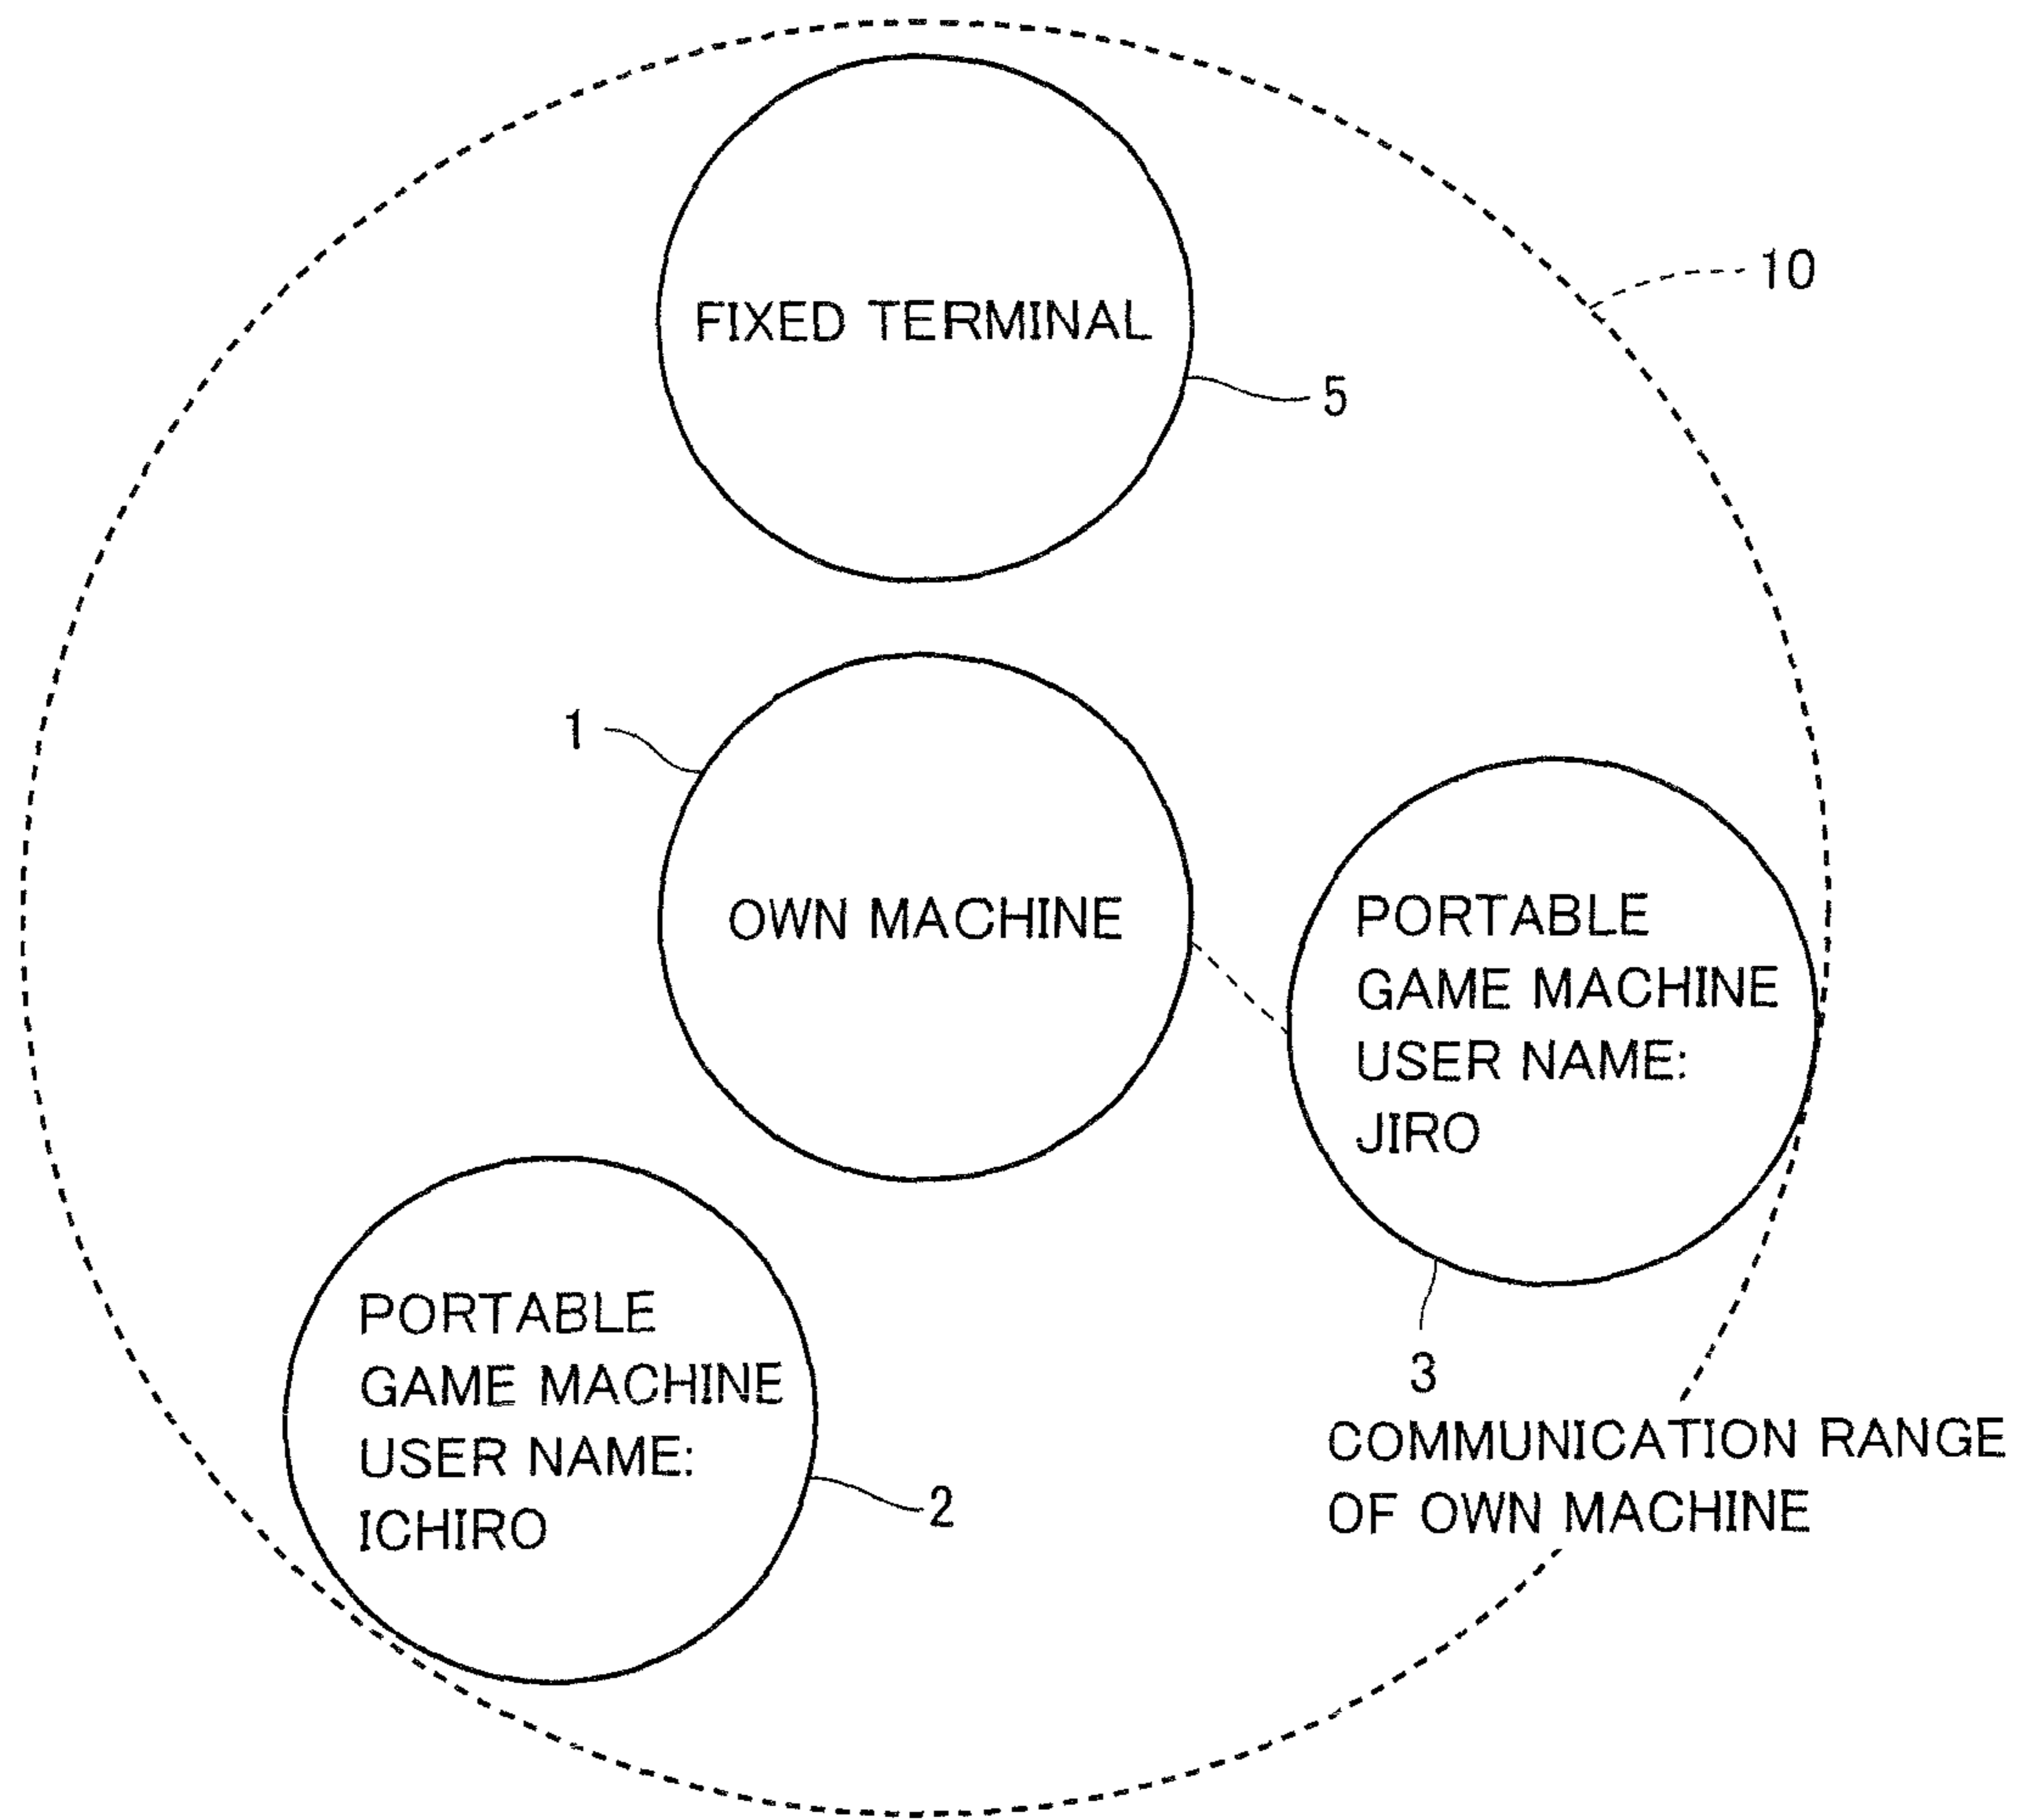 10
FIXED TERMINAL
5
1
OWN MACHINE
PORTABLE
GAME MACHINE
USER NAME:
JIRO
3
PORTABLE
GAME MACHINE
USER NAME:
ICHIRO
2
COMMUNICATION RANGE
OF OWN MACHINE